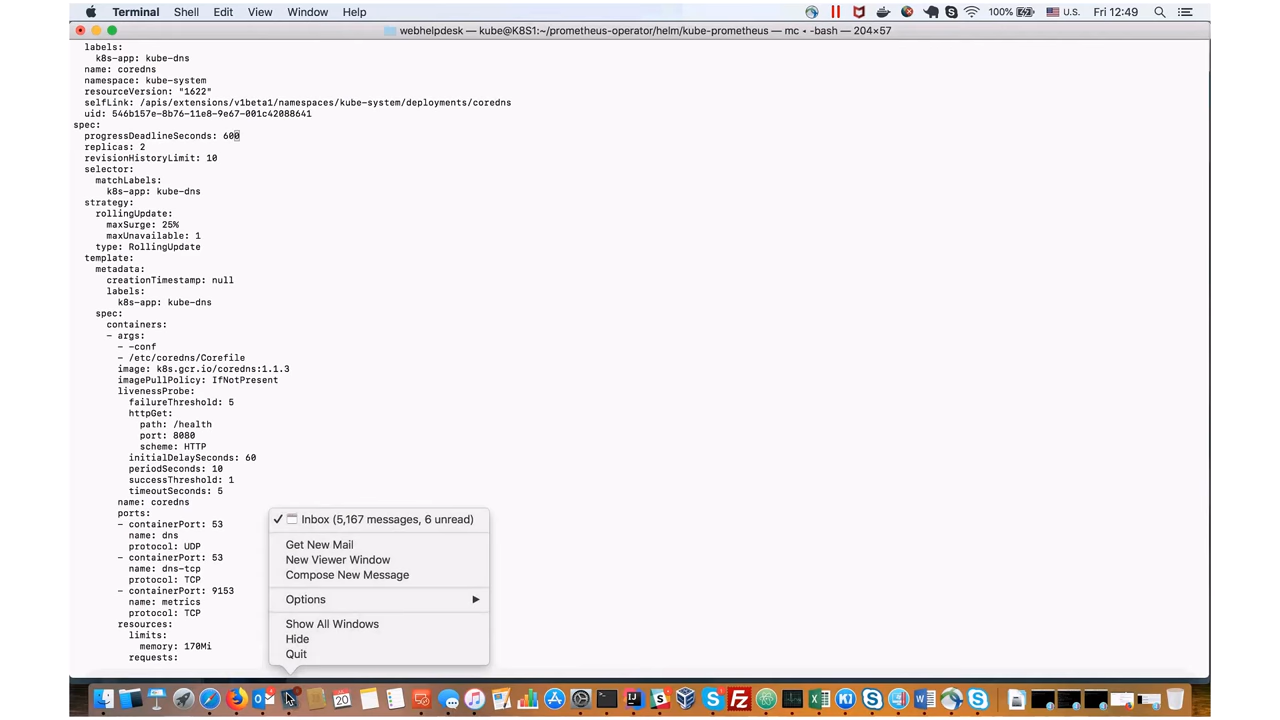 Terminal Shell Edit View Window Help 100% U.S. Fri 12:49
webhelpdesk — kube@K8S1:~/prometheus-operator/helm/kube-prometheus — mc ◂ -bash — 204×57
labels:
k8s-app: kube-dns
name: coredns
namespace: kube-system
resourceVersion: "1622"
selfLink: /apis/extensions/v1beta1/namespaces/kube-system/deployments/coredns
uid: 546b157e-8b76-11e8-9e67-001c42088641
spec:
progressDeadlineSeconds: 600
replicas: 2
revisionHistoryLimit: 10
selector:
matchLabels:
k8s-app: kube-dns
strategy:
rollingUpdate:
maxSurge: 25%
maxUnavailable: 1
type: RollingUpdate
template:
metadata:
creationTimestamp: null
labels:
k8s-app: kube-dns
spec:
containers:
- args:
- -conf
- /etc/coredns/Corefile
image: k8s.gcr.io/coredns:1.1.3
imagePullPolicy: IfNotPresent
livenessProbe:
failureThreshold: 5
httpGet:
path: /health
port: 8080
scheme: HTTP
initialDelaySeconds: 60
periodSeconds: 10
successThreshold: 1
timeoutSeconds: 5
name: coredns
ports:
- containerPort: 53
name: dns
protocol: UDP
- containerPort: 53
name: dns-tcp
protocol: TCP
- containerPort: 9153
name: metrics
protocol: TCP
resources:
limits:
memory: 170Mi
requests:
Inbox (5,167 messages, 6 unread)
Get New Mail
New Viewer Window
Compose New Message
Options
Show All Windows
Hide
Quit
20